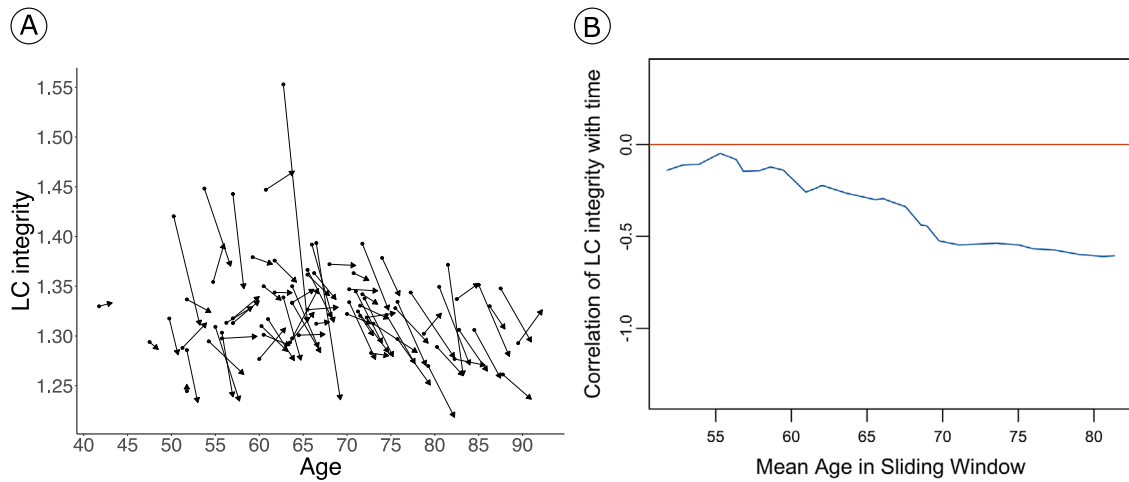 A
LC integrity
1.55
1.50
1.45
1.40
1.35
1.30
1.25
40 45 50 55 60 65 70 75 80 85 90
Age
B
Correlation of LC integrity with time
0.0
-0.5
-1.0
55 60 65 70 75 80
Mean Age in Sliding Window